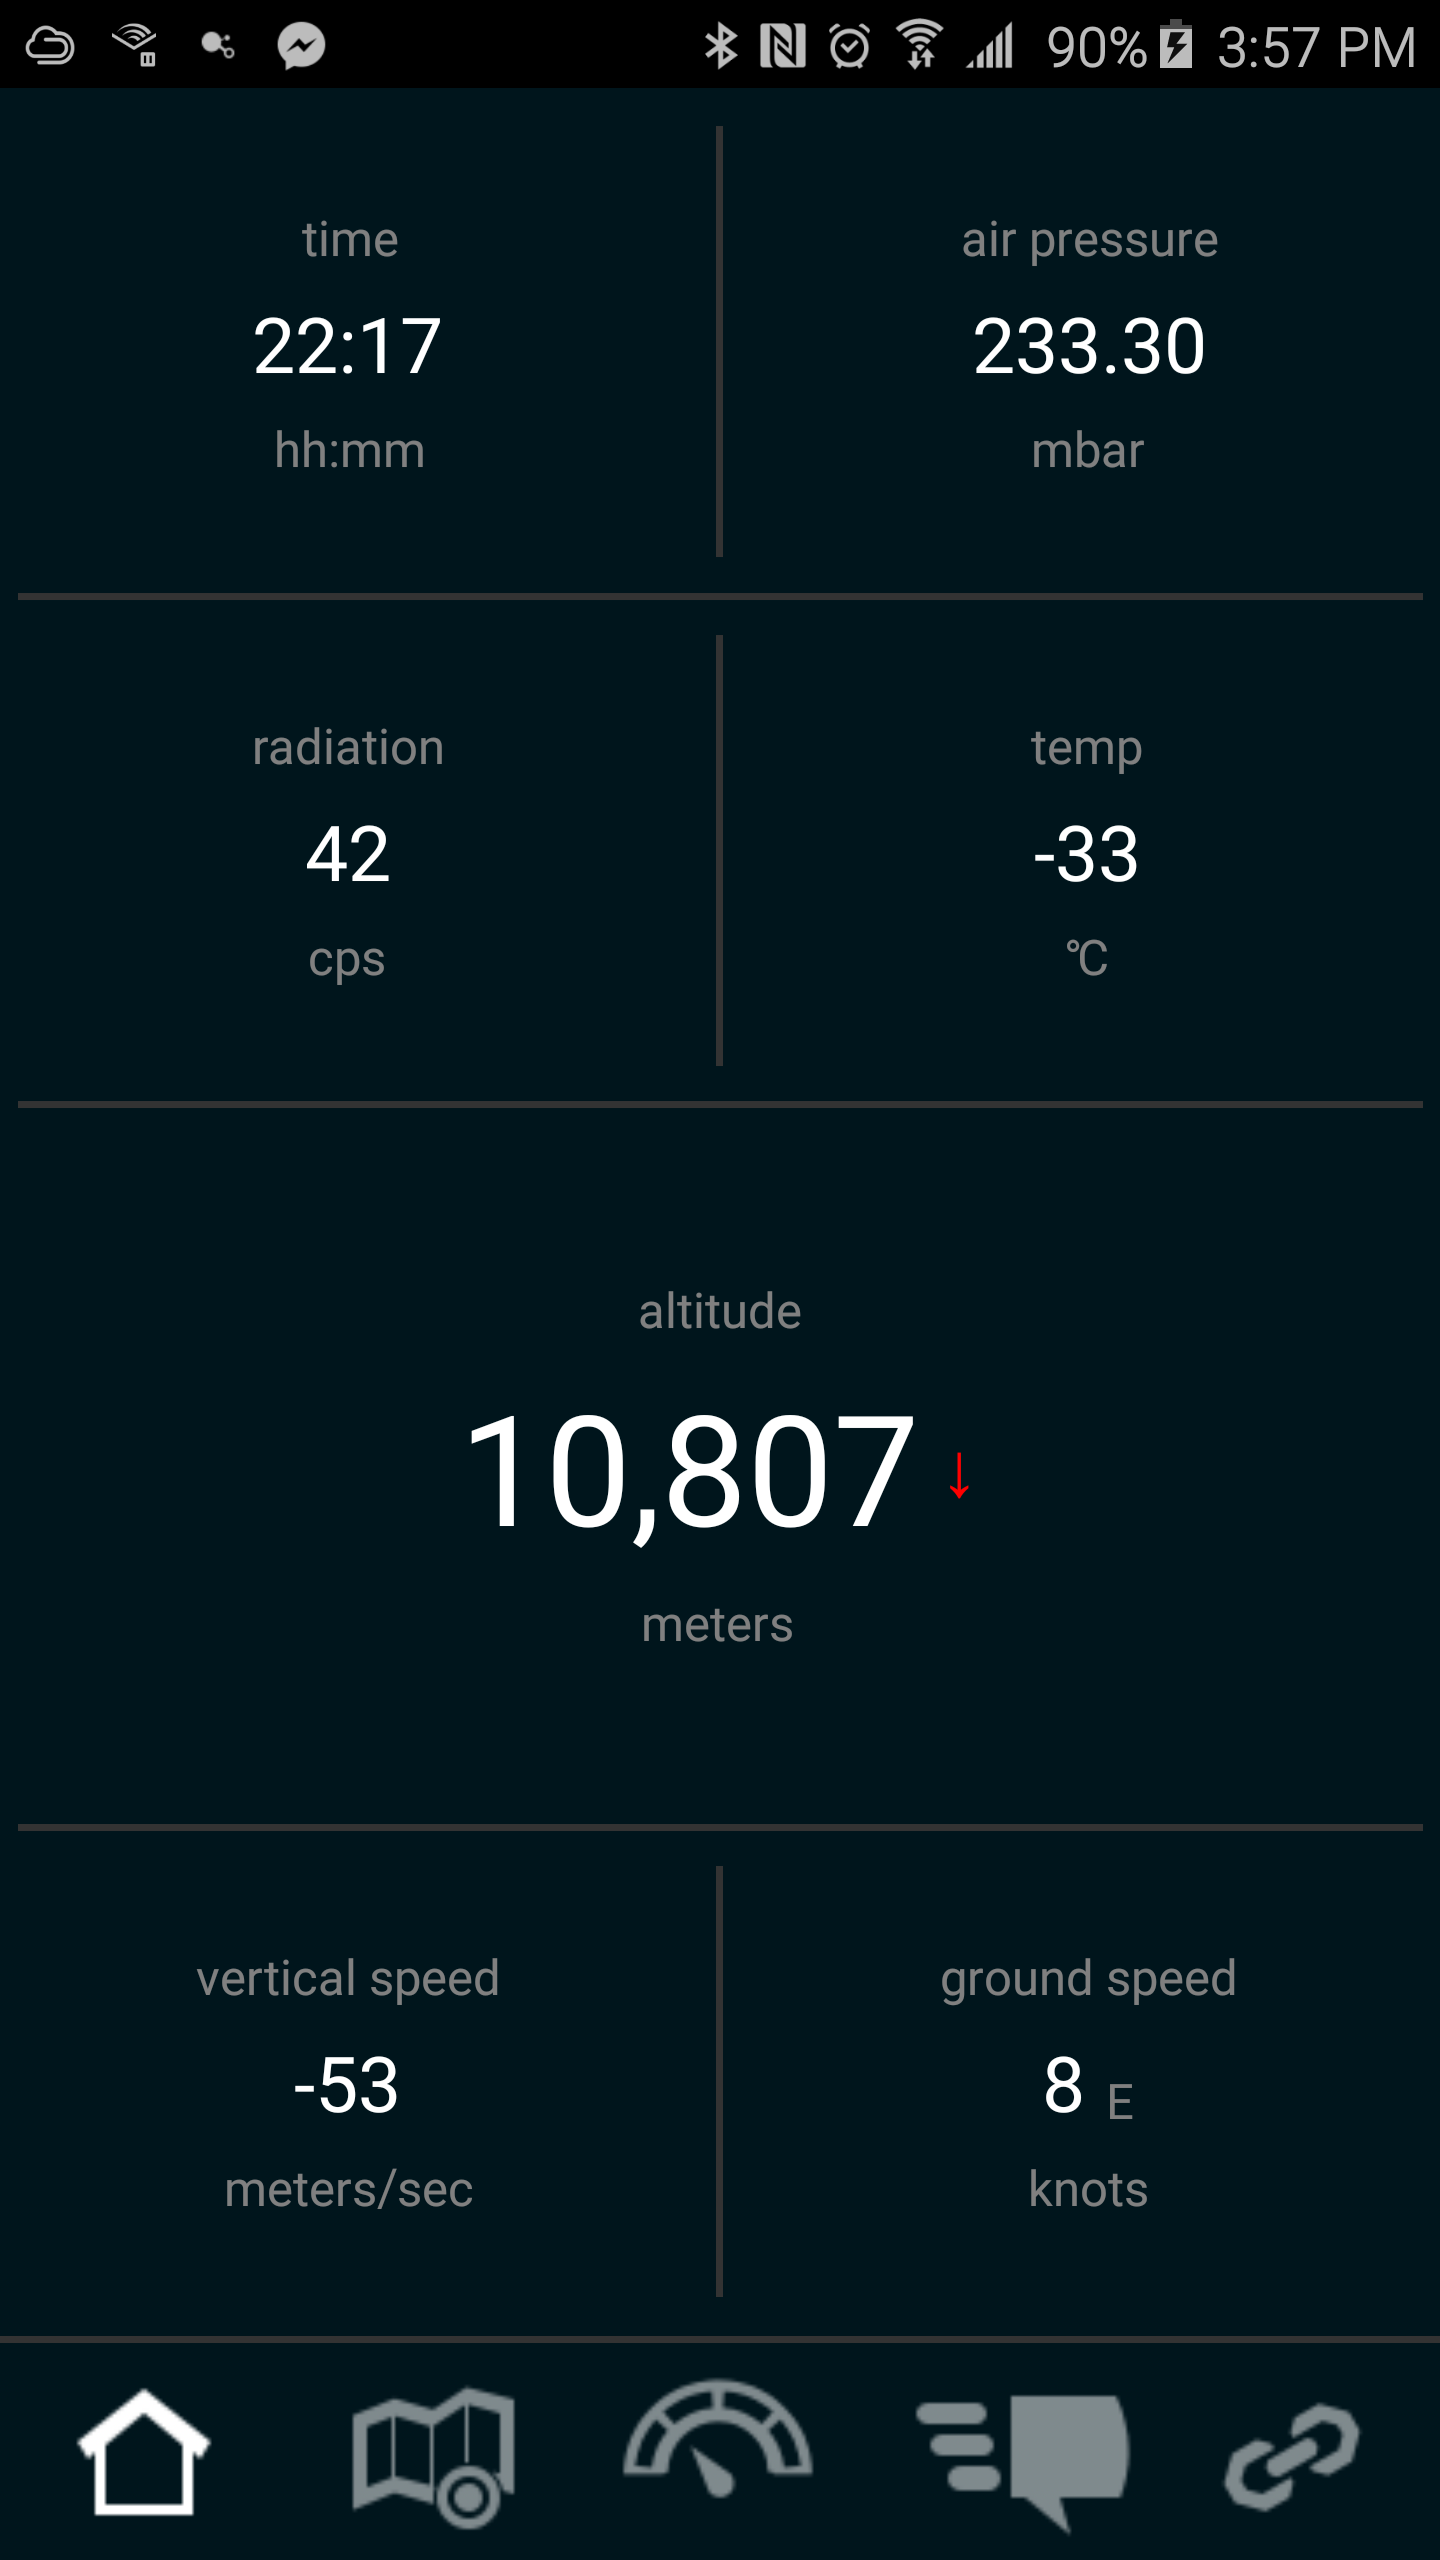 90% 3:57 PM
time
22:17
hh:mm
air pressure
233.30
mbar
radiation
42
cps
temp
-33
℃
altitude
10,807 ↓
meters
vertical speed
-53
meters/sec
ground speed
8 E
knots